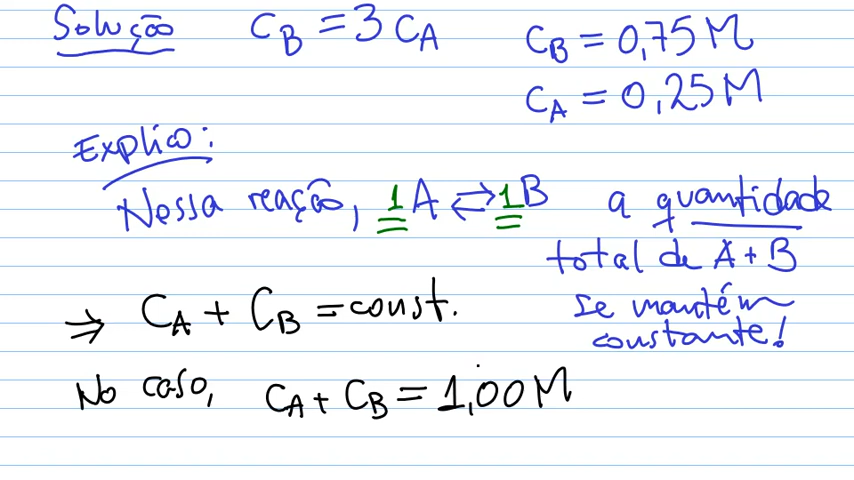 Solução C_B = 3 C_A C_B = 0,75 M
C_A = 0,25 M
Explico:
Nessa reação, 1A ⇄ 1B a quantidade
total de A + B
se mantém
constante!
⇒ C_A + C_B = const.
No caso, C_A + C_B = 1,00 M